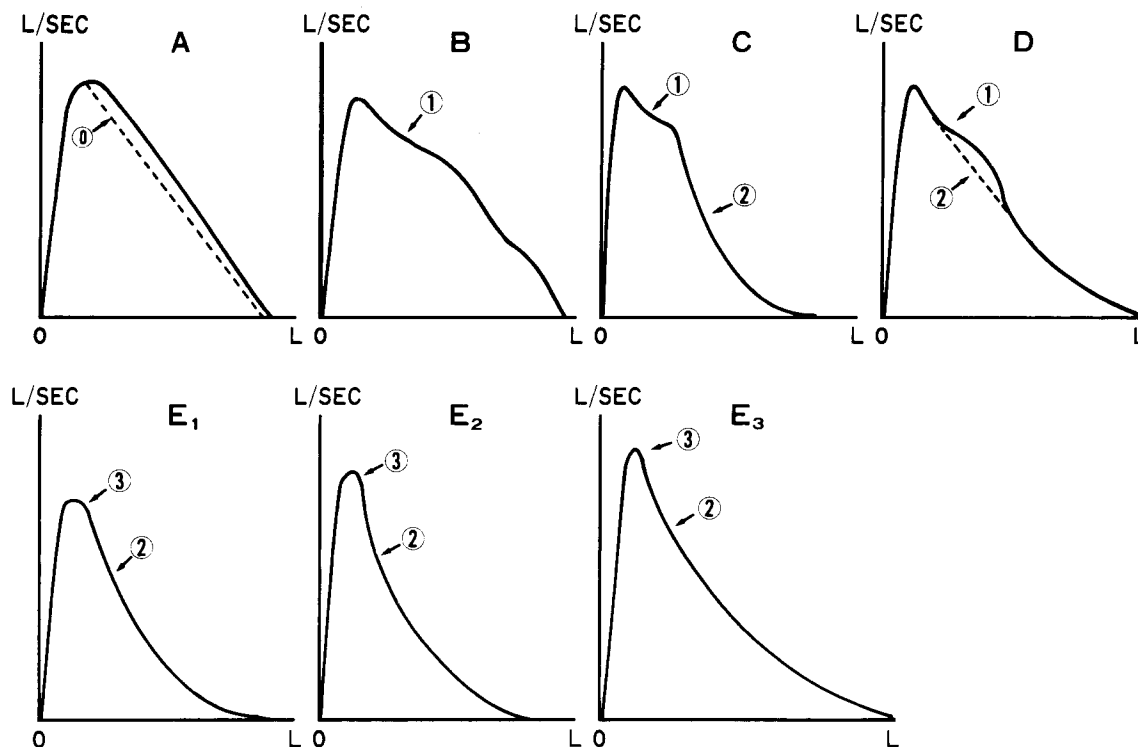 L/SEC A
⓪
0 L
L/SEC B
①
0 L
L/SEC C
①
②
0 L
L/SEC D
①
②
0 L
L/SEC E₁
③
②
0 L
L/SEC E₂
③
②
0 L
L/SEC E₃
③
②
0 L